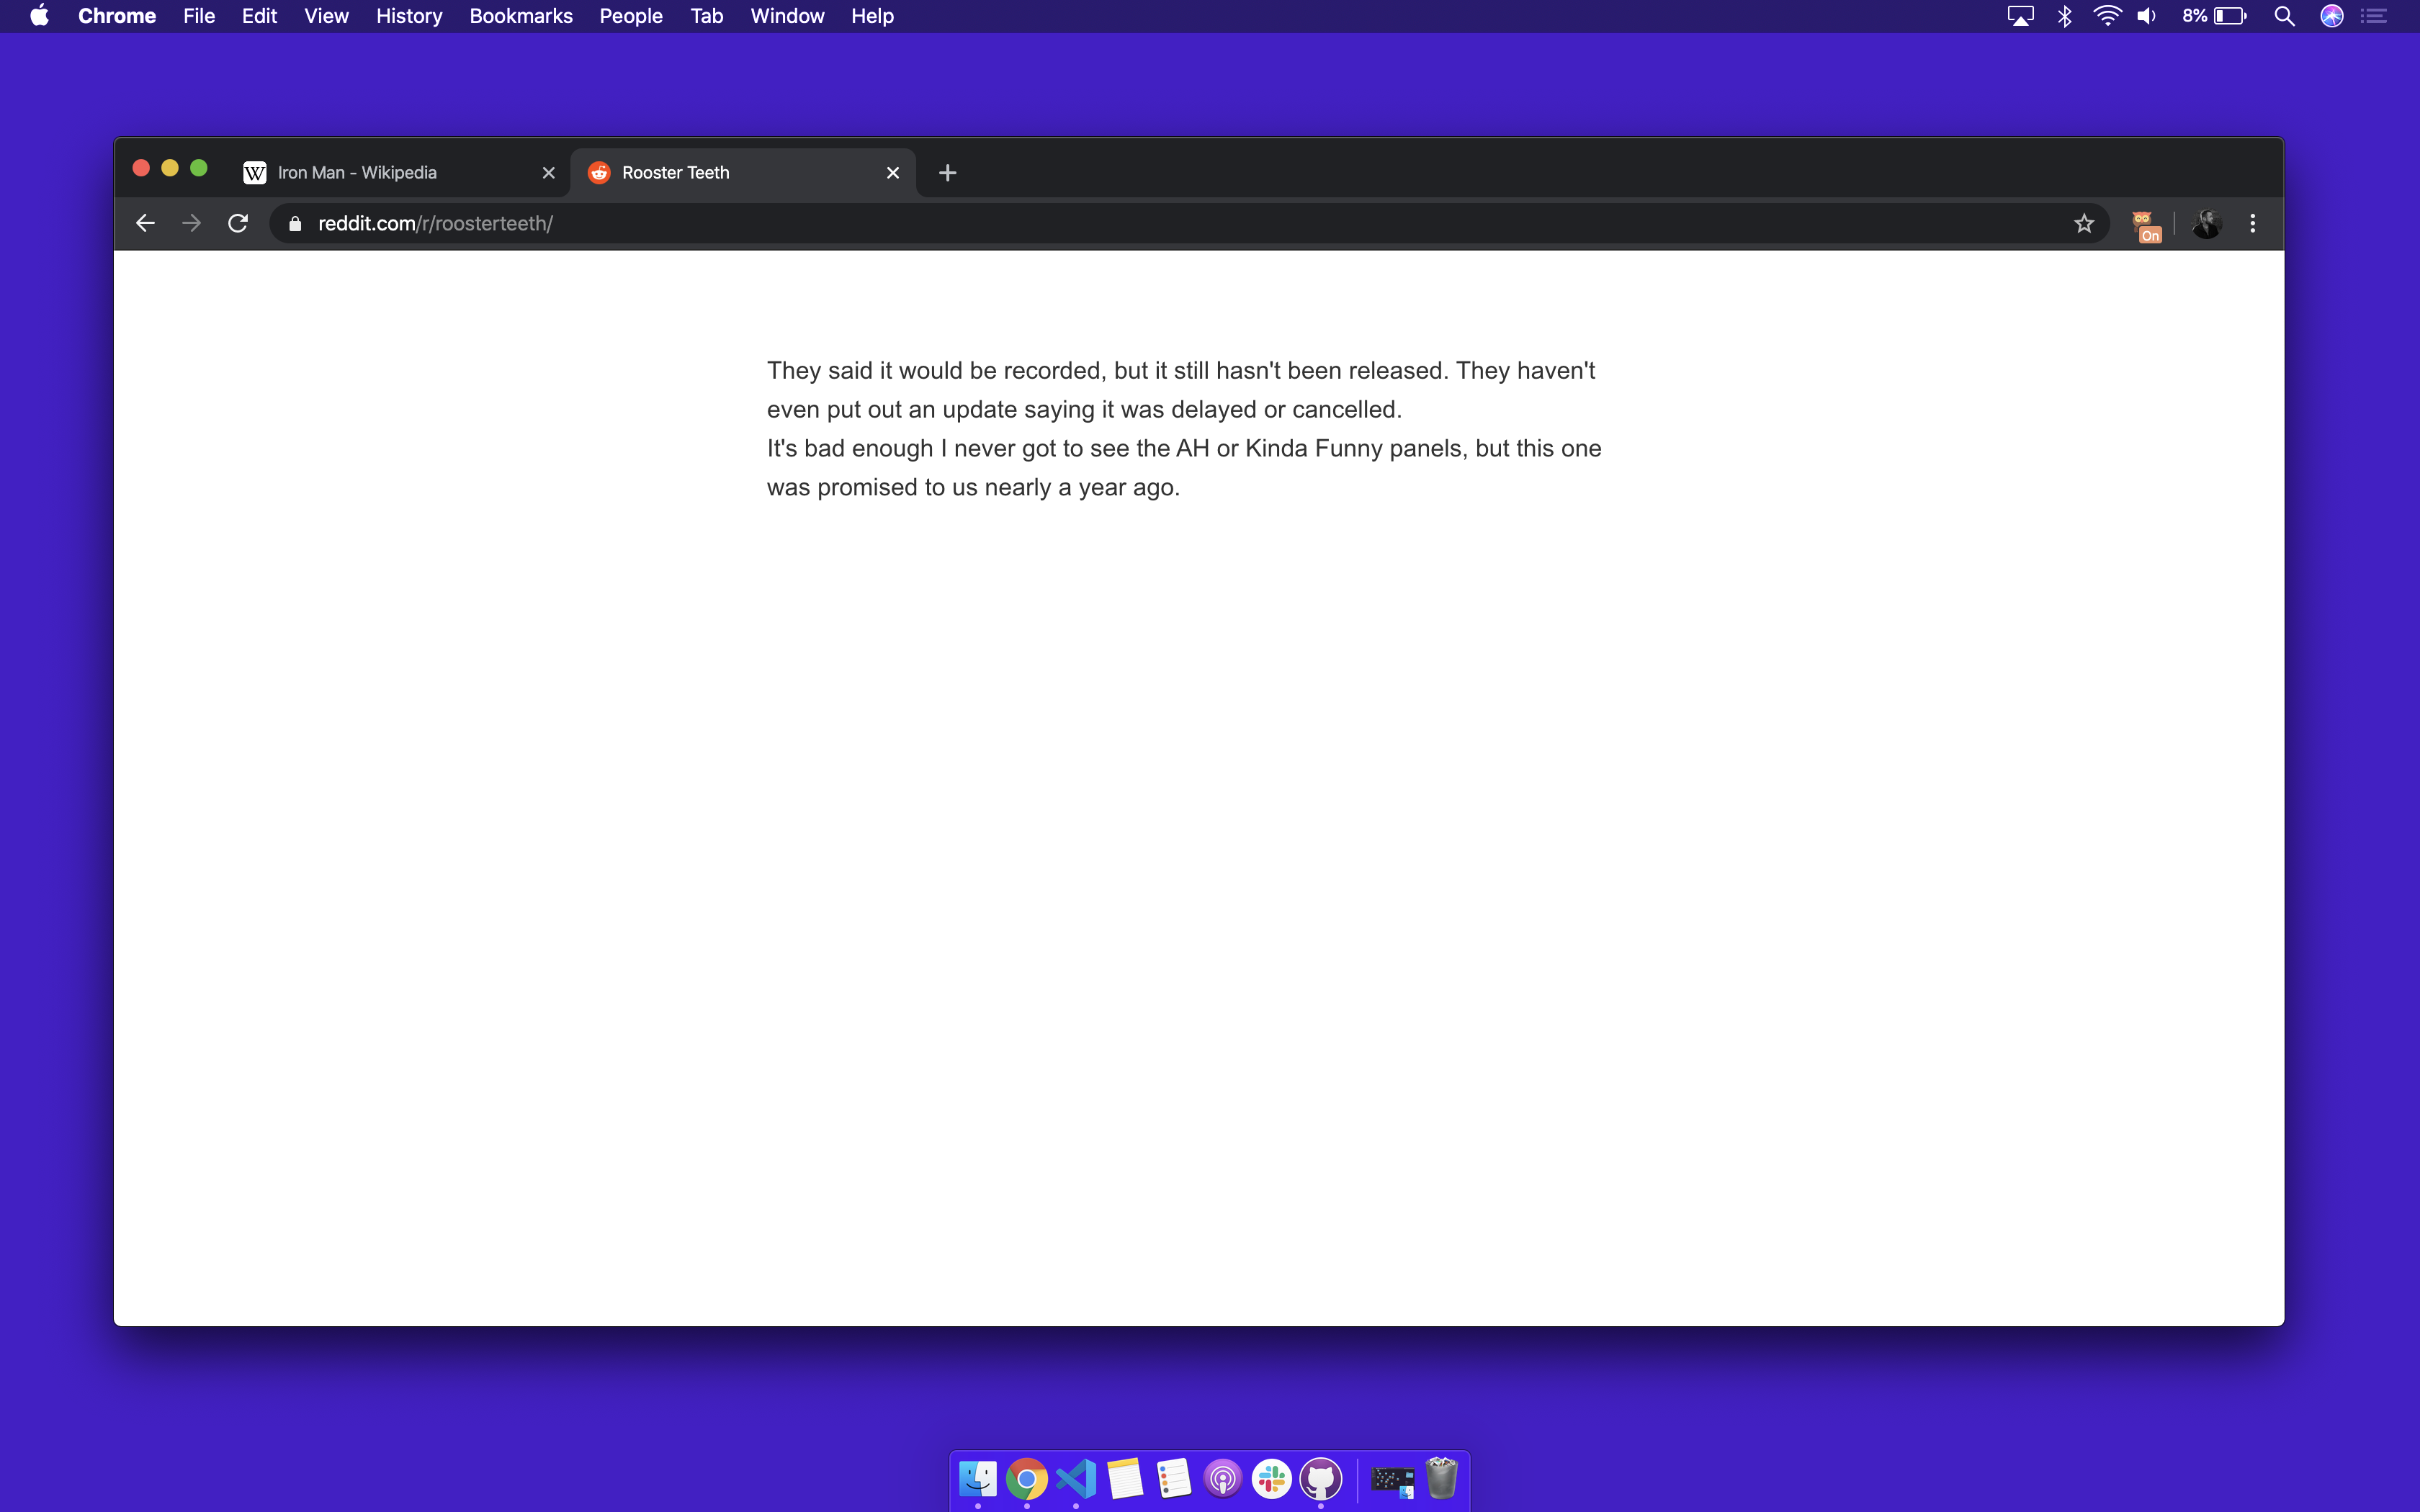 Chrome File Edit View History Bookmarks People Tab Window Help 8%
Iron Man - Wikipedia Rooster Teeth
reddit.com/r/roosterteeth/ On
They said it would be recorded, but it still hasn't been released. They haven't
even put out an update saying it was delayed or cancelled.
It's bad enough I never got to see the AH or Kinda Funny panels, but this one
was promised to us nearly a year ago.